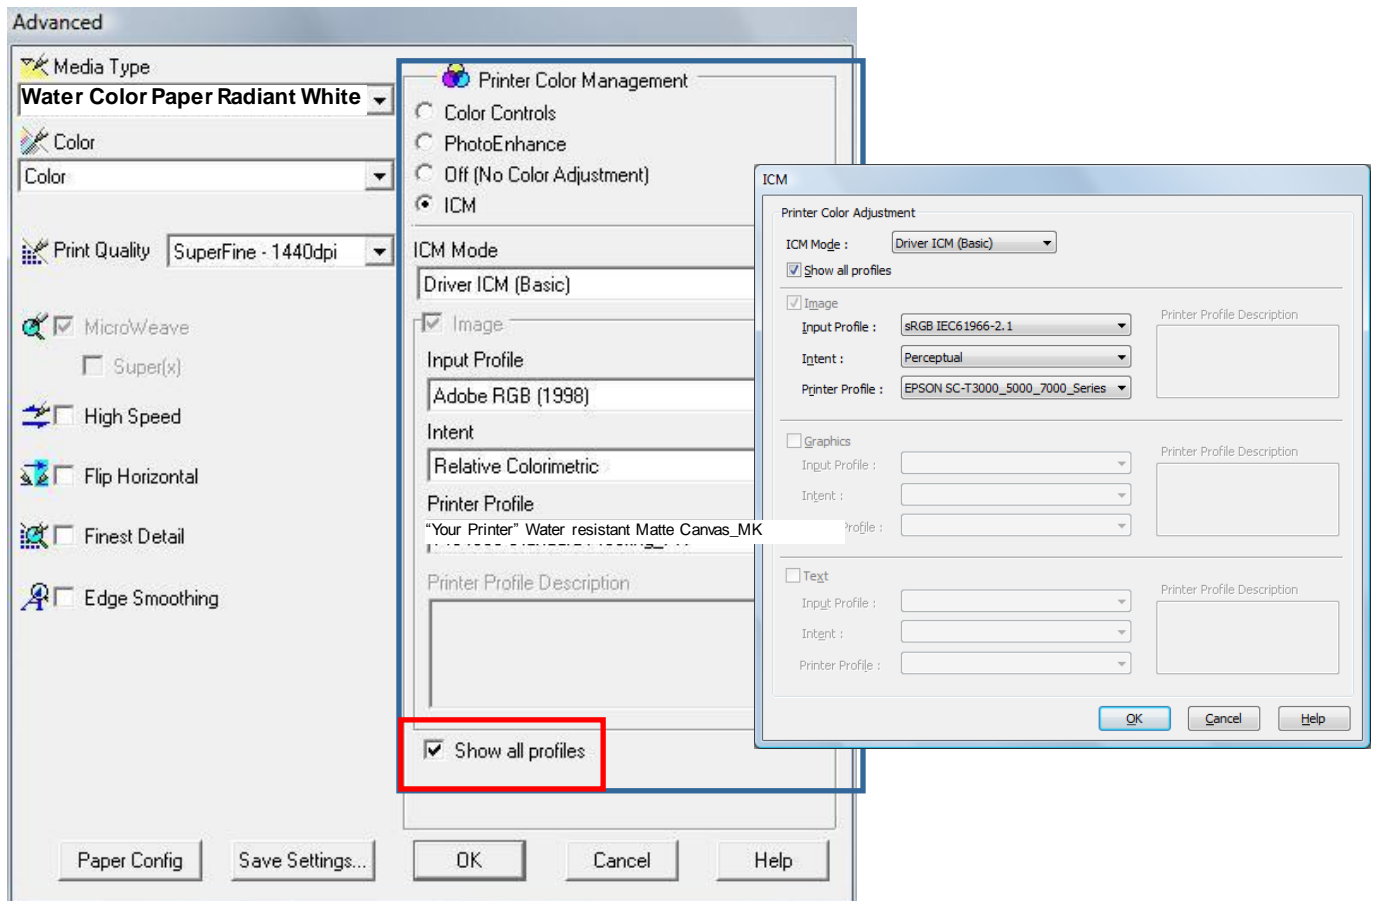 Advanced
Media Type
Water Color Paper Radiant White
Color
Color
Print Quality
SuperFine - 1440dpi
MicroWeave
Super(x)
High Speed
Flip Horizontal
Finest Detail
Edge Smoothing
Printer Color Management
Color Controls
PhotoEnhance
Off (No Color Adjustment)
ICM
ICM Mode
Driver ICM (Basic)
Image
Input Profile
Adobe RGB (1998)
Intent
Relative Colorimetric
Printer Profile
“Your Printer” Water resistant Matte Canvas_MK
Printer Profile Description
Show all profiles
Paper Config
Save Settings...
OK
Cancel
Help
ICM
Printer Color Adjustment
ICM Mode :
Driver ICM (Basic)
Show all profiles
Image
Input Profile :
sRGB IEC61966-2.1
Intent :
Perceptual
Printer Profile :
EPSON SC-T3000_5000_7000_Series
Printer Profile Description
Graphics
Input Profile :
Intent :
Profile :
Printer Profile Description
Text
Input Profile :
Intent :
Printer Profile :
Printer Profile Description
OK
Cancel
Help